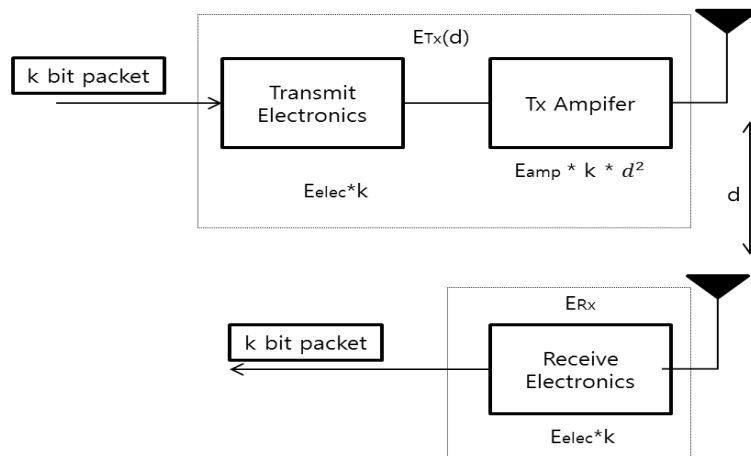 ETx(d)
k bit packet
Transmit
Electronics
Tx Ampifer
Eelec*k
Eamp * k * d²
d
ERx
k bit packet
Receive
Electronics
Eelec*k